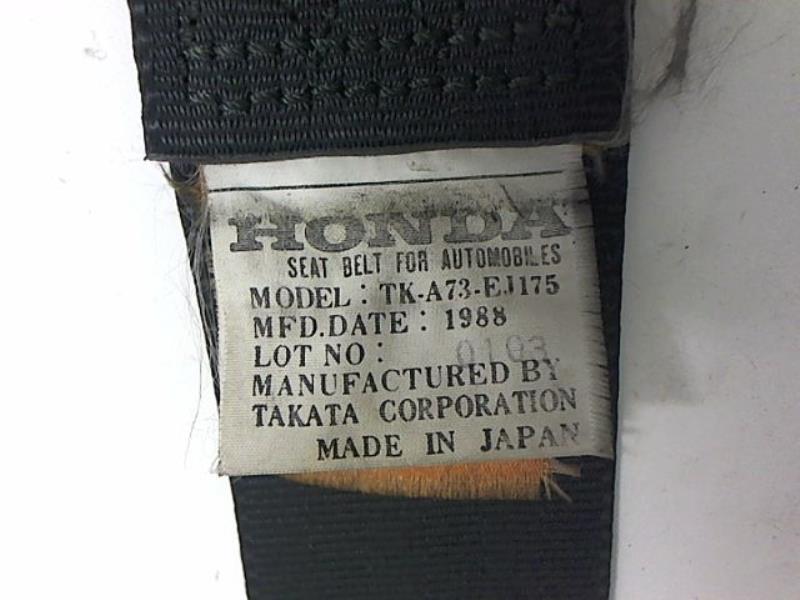 HONDA
SEAT BELT FOR AUTOMOBILES
MODEL : TK-A73-EJ175
MFD.DATE : 1988
LOT NO : 0103
MANUFACTURED BY
TAKATA CORPORATION
MADE IN JAPAN